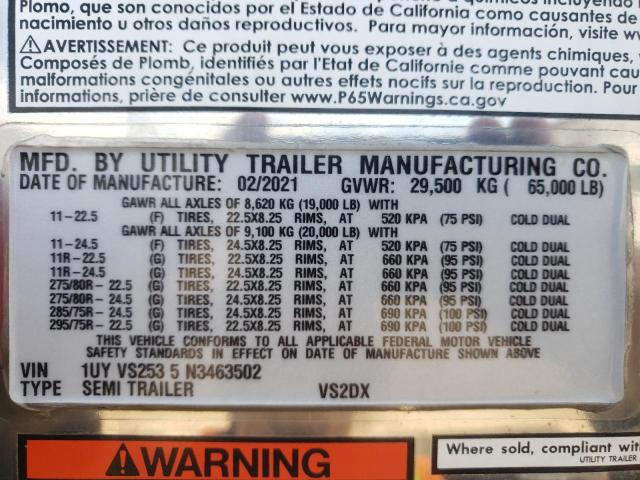 Plomo, que son conocidos por el Estado de California como causantes de
nacimiento u otros daños reproductivos. Para mayor información, visite
AVERTISSEMENT: Ce produit peut vous exposer à des agents chimiques,
Composés de Plomb, identifiés par l'Etat de Californie comme pouvant
malformations congénitales ou autres effets nocifs sur la reproduction. Pour
informations, prière de consulter www.P65Warnings.ca.gov
MFD. BY UTILITY TRAILER MANUFACTURING CO.
DATE OF MANUFACTURE: 02/2021 GVWR: 29,500 KG ( 65,000 LB)
GAWR ALL AXLES OF 8,620 KG (19,000 LB) WITH
11-22.5 (F) TIRES, 22.5X8.25 RIMS, AT 520 KPA (75 PSI) COLD DUAL
GAWR ALL AXLES OF 9,100 KG (20,000 LB) WITH
11-24.5 (F) TIRES, 24.5X8.25 RIMS, AT 520 KPA (75 PSI) COLD DUAL
11R-22.5 (G) TIRES, 22.5X8.25 RIMS, AT 660 KPA (95 PSI) COLD DUAL
11R-24.5 (G) TIRES, 24.5X8.25 RIMS, AT 660 KPA (95 PSI) COLD DUAL
275/80R- 22.5 (G) TIRES, 22.5X8.25 RIMS, AT 660 KPA (95 PSI) COLD DUAL
275/80R- 24.5 (G) TIRES, 24.5X8.25 RIMS, AT 660 KPA (95 PSI) COLD DUAL
285/75R- 24.5 (G) TIRES, 24.5X8.25 RIMS, AT 690 KPA (100 PSI) COLD DUAL
295/75R- 22.5 (G) TIRES, 22.5X8.25 RIMS, AT 690 KPA (100 PSI) COLD DUAL
THIS VEHICLE CONFORMS TO ALL APPLICABLE FEDERAL MOTOR VEHICLE
SAFETY STANDARDS IN EFFECT ON DATE OF MANUFACTURE SHOWN ABOVE
VIN 1UY VS253 5 N3463502
TYPE SEMI TRAILER VS2DX
WARNING
Where sold, compliant with
UTILITY TRAILER